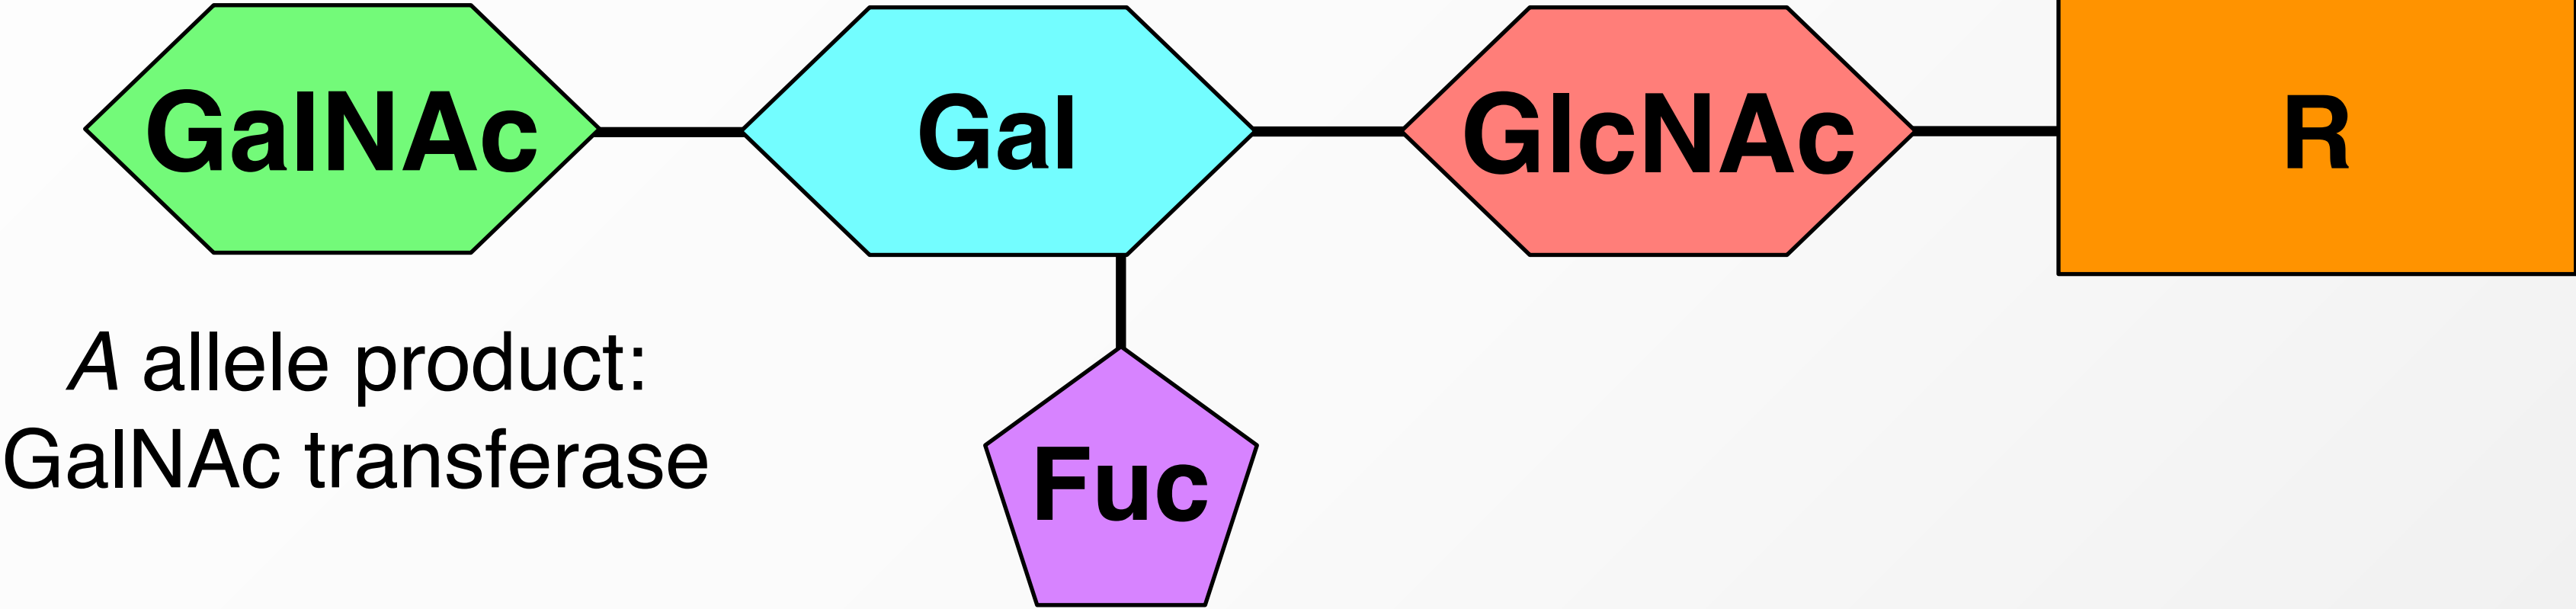 GalNAc Gal GlcNAc R
A allele product:
GalNAc transferase
Fuc